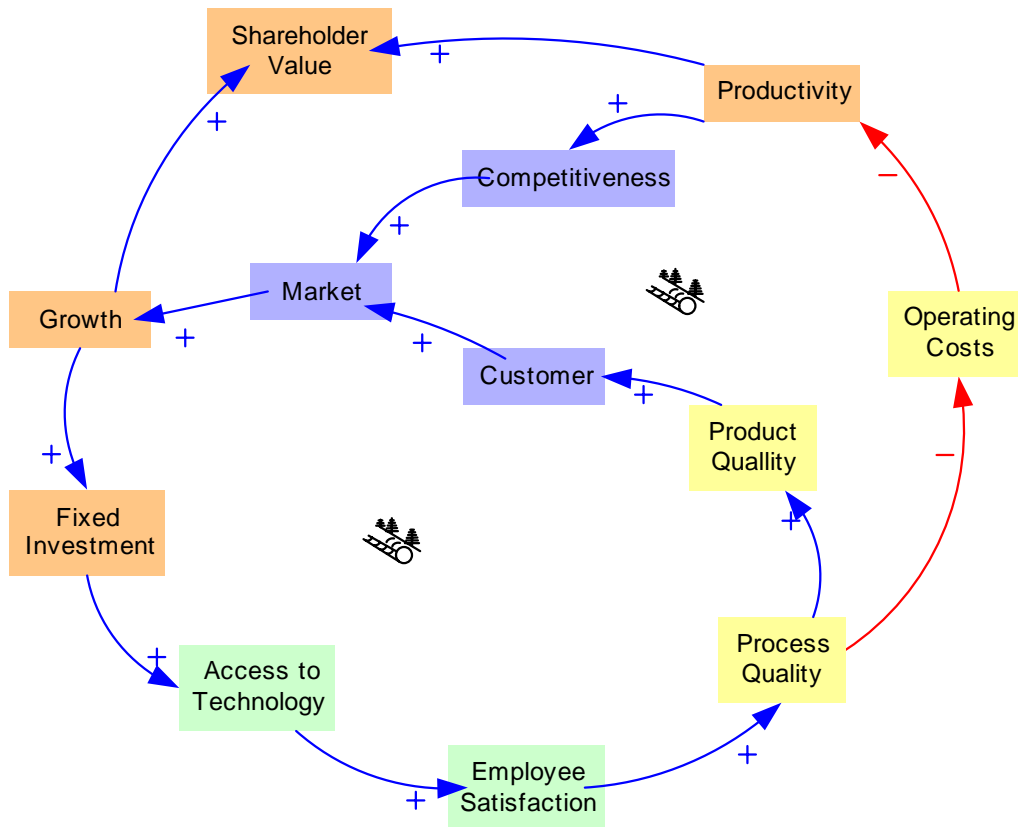 Shareholder
Value
+
Productivity
+
+
Competitiveness
−
+
Market
Growth
+
Operating
Costs
+
Customer
+
Product
Quallity
+
−
Fixed
Investment
+
Process
Quality
+
Access to
Technology
+
Employee
Satisfaction
+